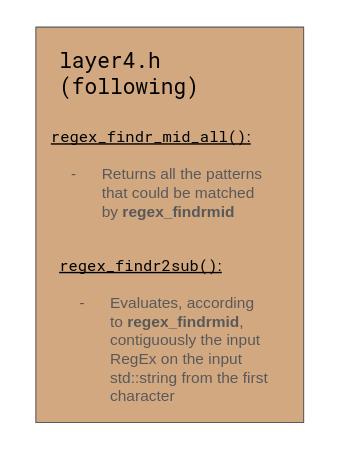 layer4.h
(following)
regex_findr_mid_all():
- Returns all the patterns
that could be matched
by regex_findrmid
regex_findr2sub():
- Evaluates, according
to regex_findrmid,
contiguously the input
RegEx on the input
std::string from the first
character